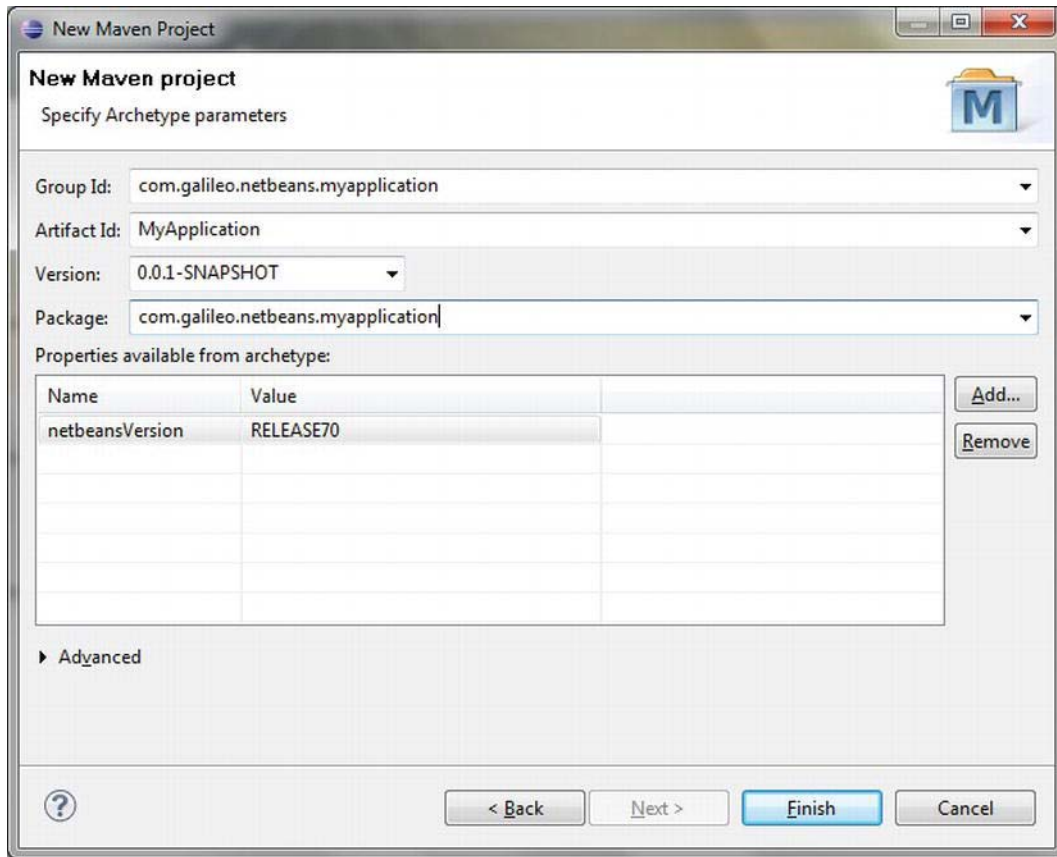 New Maven Project
New Maven project
Specify Archetype parameters
M
Group Id: com.galileo.netbeans.myapplication
Artifact Id: MyApplication
Version: 0.0.1-SNAPSHOT
Package: com.galileo.netbeans.myapplication
Properties available from archetype:
Name Value
Add...
netbeansVersion RELEASE70
Remove
Advanced
? < Back Next > Finish Cancel